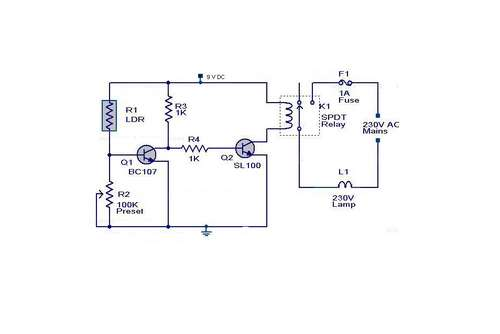 9 V DC
F1
1A
Fuse
R1
LDR
R3
1K
K1
SPDT
Relay
230V AC
Mains
R4
1K
Q1
BC107
Q2
SL100
R2
100K
Preset
L1
230V
Lamp